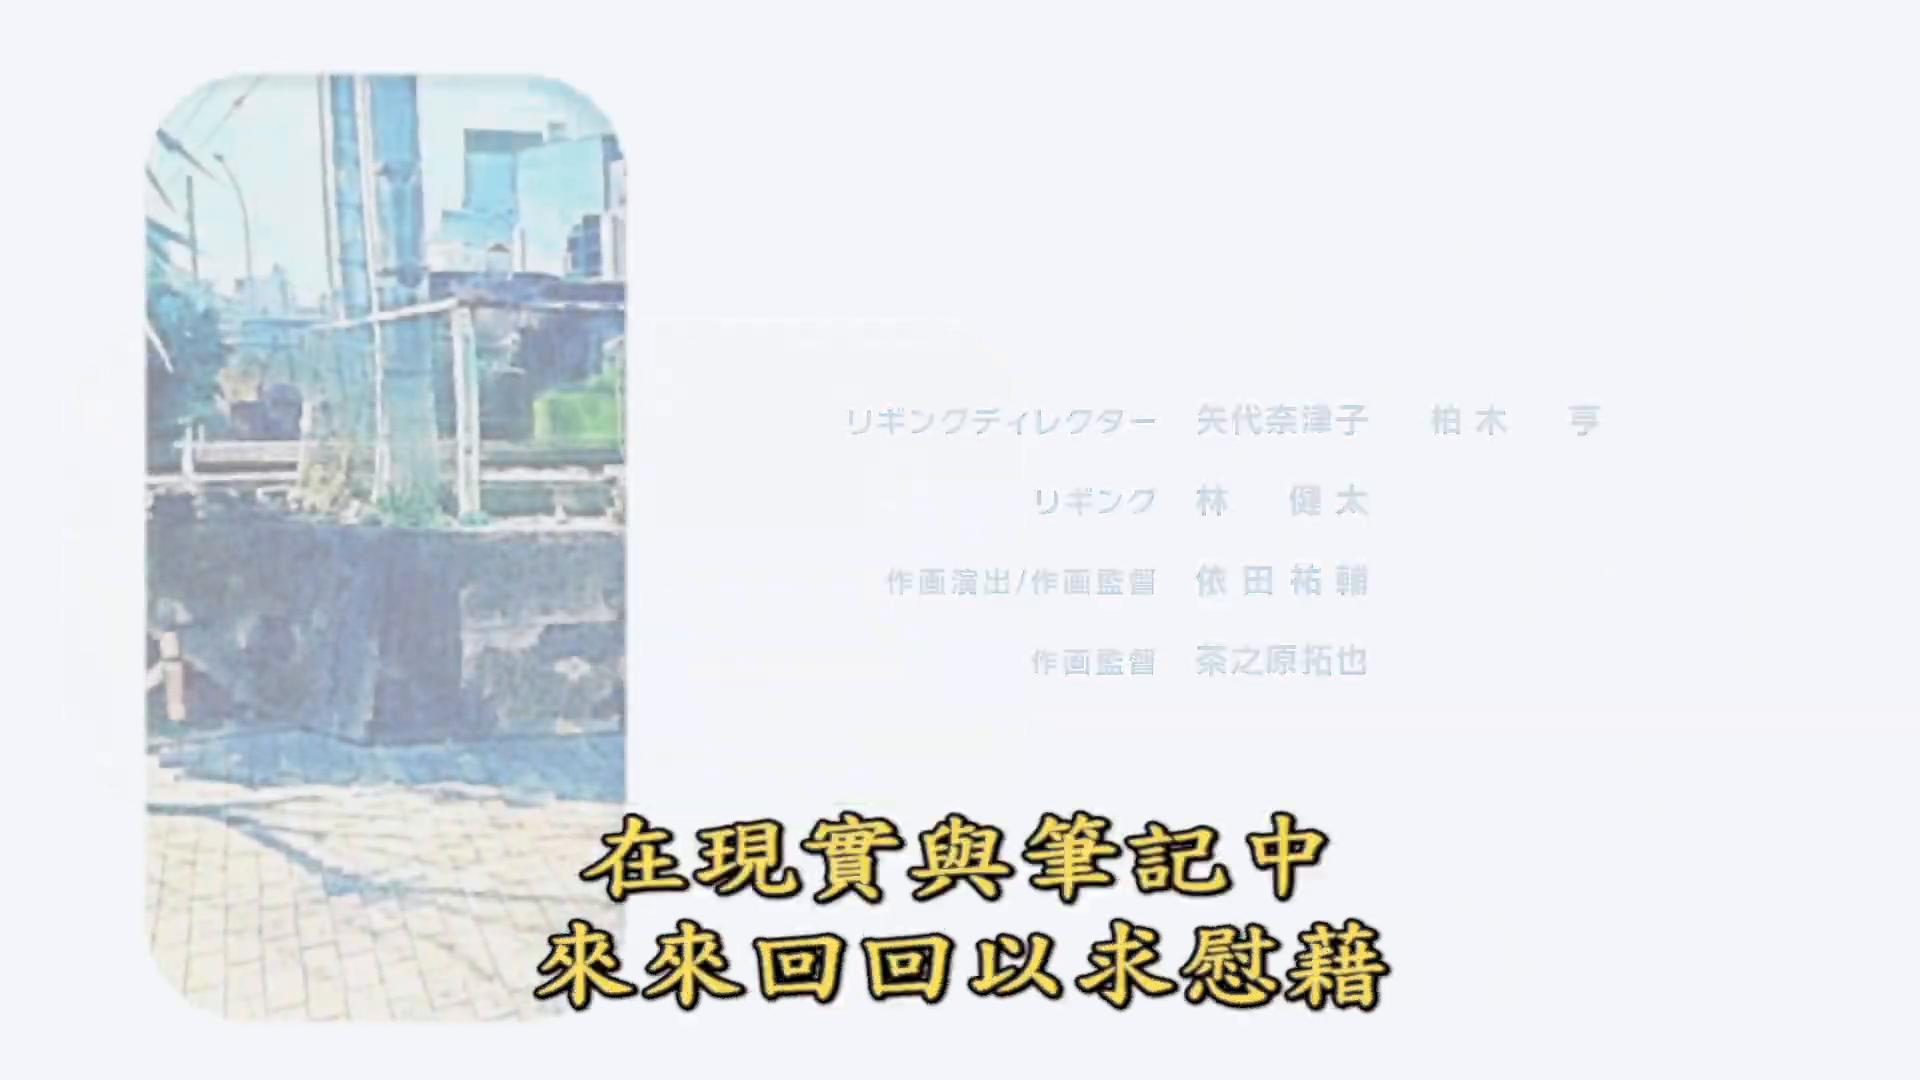 リギングディレクター 矢代奈津子 柏木 亨
リギング 林 健太
作画演出/作画監督 依田祐輔
作画監督 茶之原拓也
在現實與筆記中
來來回回以求慰藉